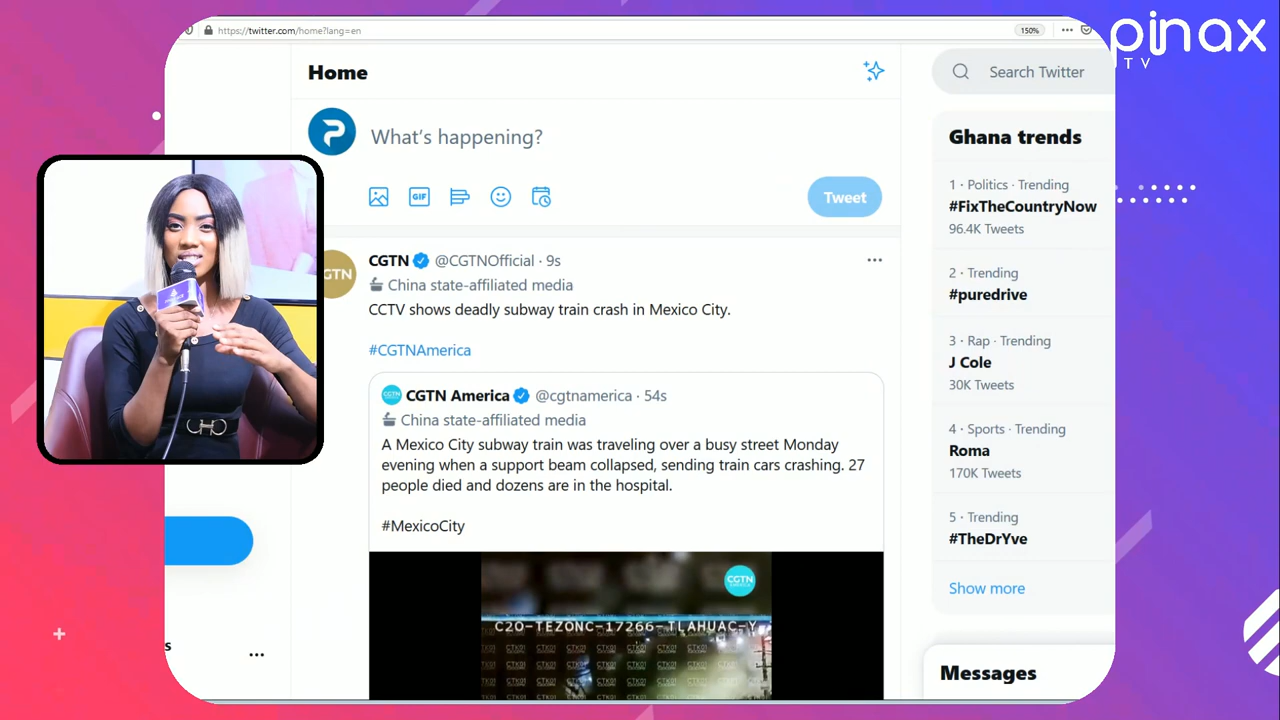 pinax
TV
https://twitter.com/home?lang=en
150%
Home
Search Twitter
What's happening?
GIF
Tweet
Ghana trends
1 · Politics · Trending
#FixTheCountryNow
96.4K Tweets
2 · Trending
#puredrive
3 · Rap · Trending
J Cole
30K Tweets
4 · Sports · Trending
Roma
170K Tweets
5 · Trending
#TheDrYve
Show more
Messages
CGTN @CGTNOfficial · 9s
China state-affiliated media
CCTV shows deadly subway train crash in Mexico City.
#CGTNAmerica
CGTN America @cgtnamerica · 54s
China state-affiliated media
A Mexico City subway train was traveling over a busy street Monday
evening when a support beam collapsed, sending train cars crashing. 27
people died and dozens are in the hospital.
#MexicoCity
CGTN
AMERICA
C20-TEZONC-17266-TLAHUAC-Y
s